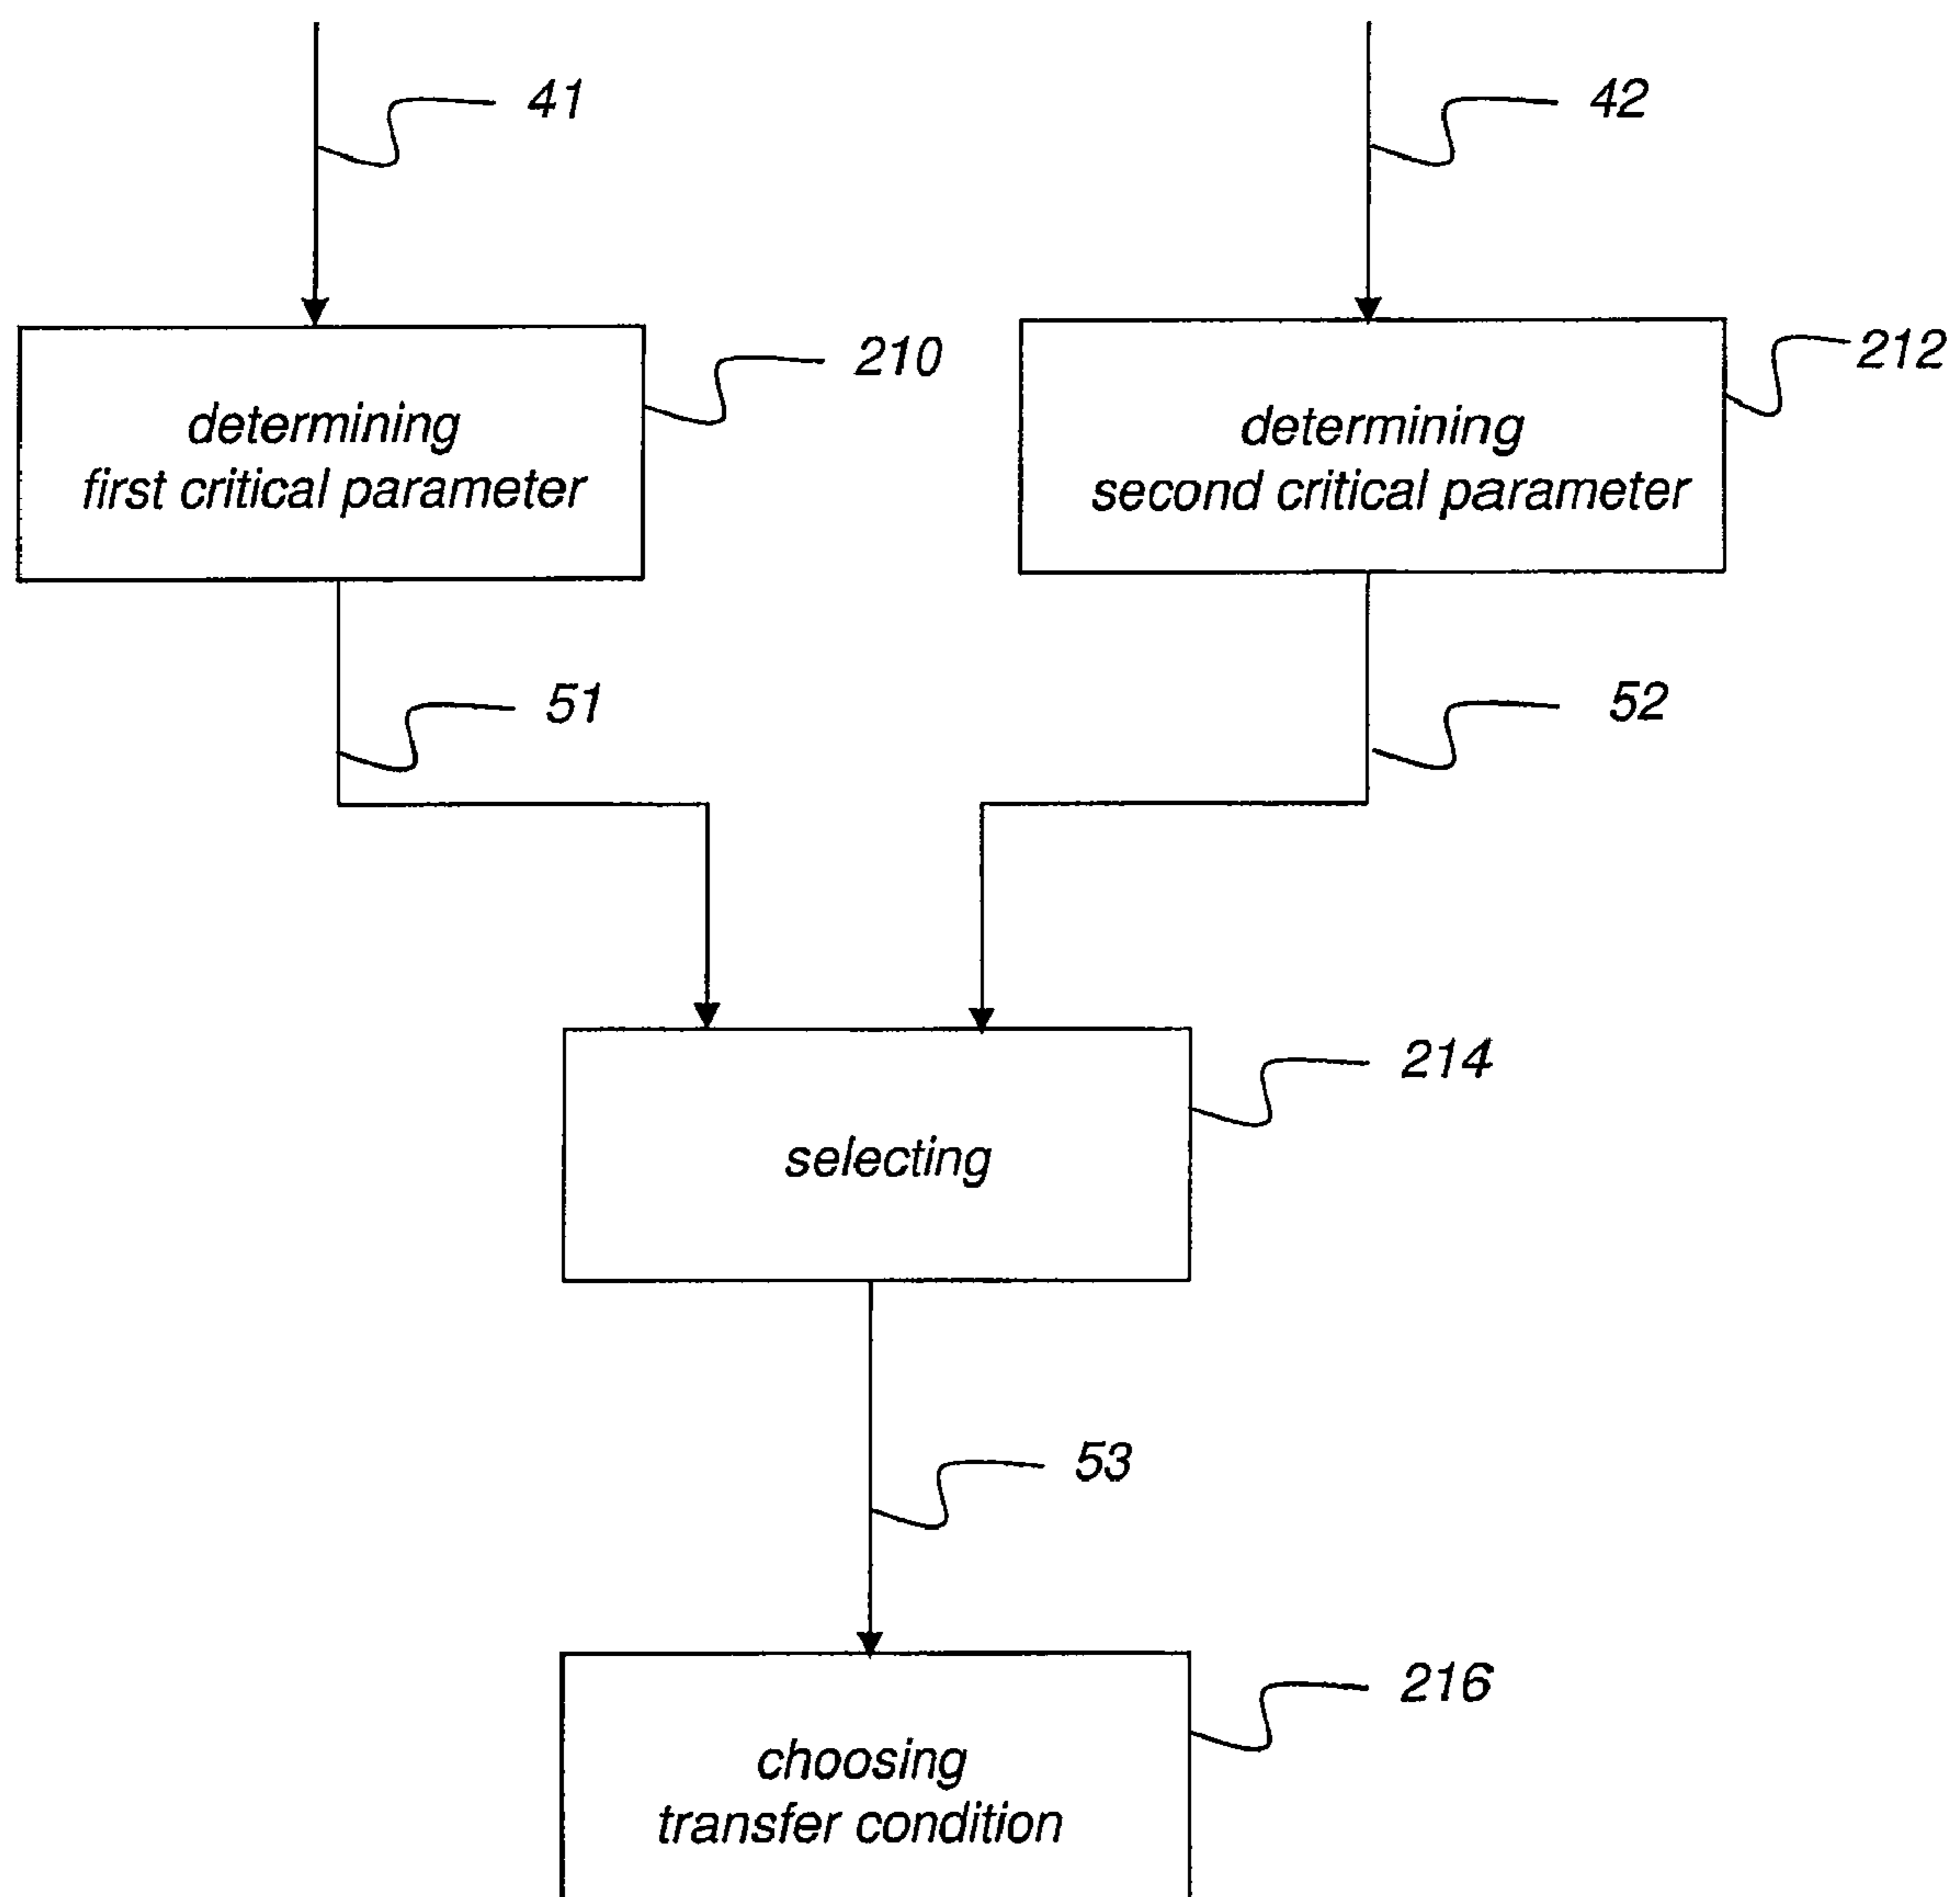 41
42
210
212
determining
first critical parameter
determining
second critical parameter
51
52
214
selecting
53
216
choosing
transfer condition